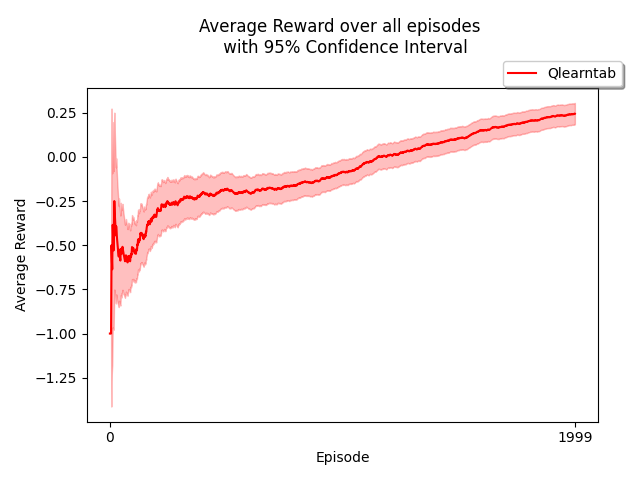 Average Reward over all episodes
with 95% Confidence Interval
Qlearntab
0.25
0.00
−0.25
−0.50
−0.75
−1.00
−1.25
Average Reward
0
1999
Episode